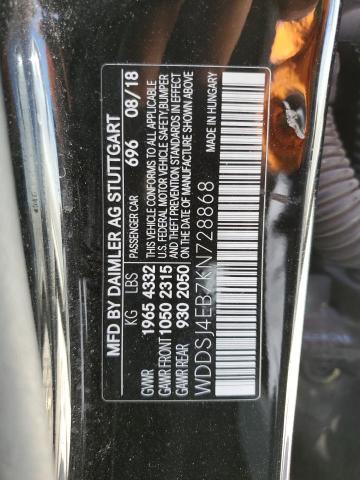 MFD BY DAIMLER AG STUTTGART
KG LBS PASSENGER CAR 696 08/18
GVWR 1965 4332 THIS VEHICLE CONFORMS TO ALL APPLICABLE
GAWR FRONT 1050 2315 U.S. FEDERAL MOTOR VEHICLE SAFETY, BUMPER
GAWR REAR 930 2050 AND THEFT PREVENTION STANDARDS IN EFFECT
ON THE DATE OF MANUFACTURE SHOWN ABOVE
WDDSJ4EB7KN728868 MADE IN HUNGARY